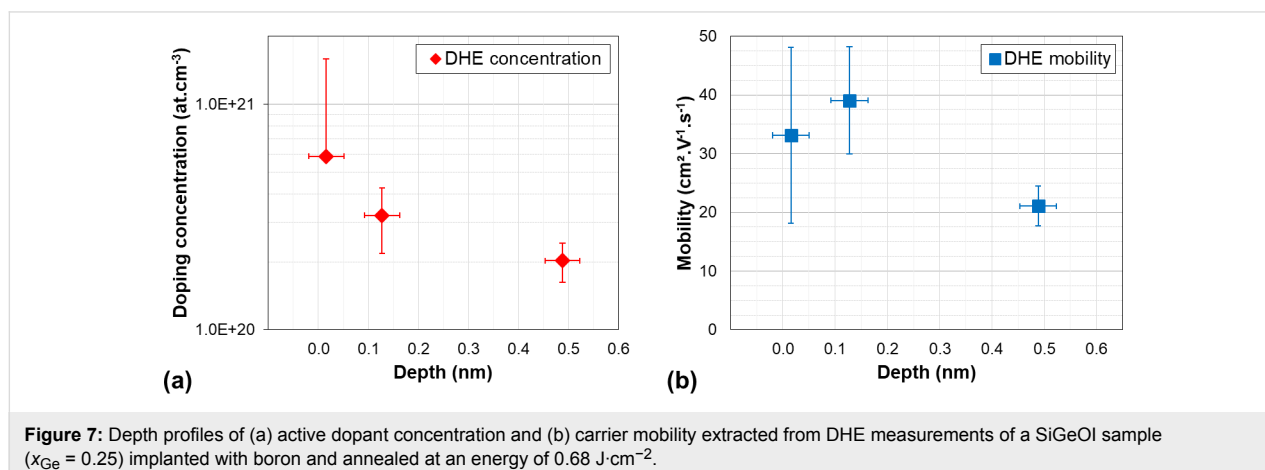 DHE concentration
Doping concentration (at.cm⁻³)
1.0E+21
1.0E+20
0.0 0.1 0.2 0.3 0.4 0.5 0.6
Depth (nm)
(a)
DHE mobility
Mobility (cm².V⁻¹.s⁻¹)
50
40
30
20
10
0
0.0 0.1 0.2 0.3 0.4 0.5 0.6
Depth (nm)
(b)
Figure 7: Depth profiles of (a) active dopant concentration and (b) carrier mobility extracted from DHE measurements of a SiGeOI sample
(xGe = 0.25) implanted with boron and annealed at an energy of 0.68 J·cm⁻².